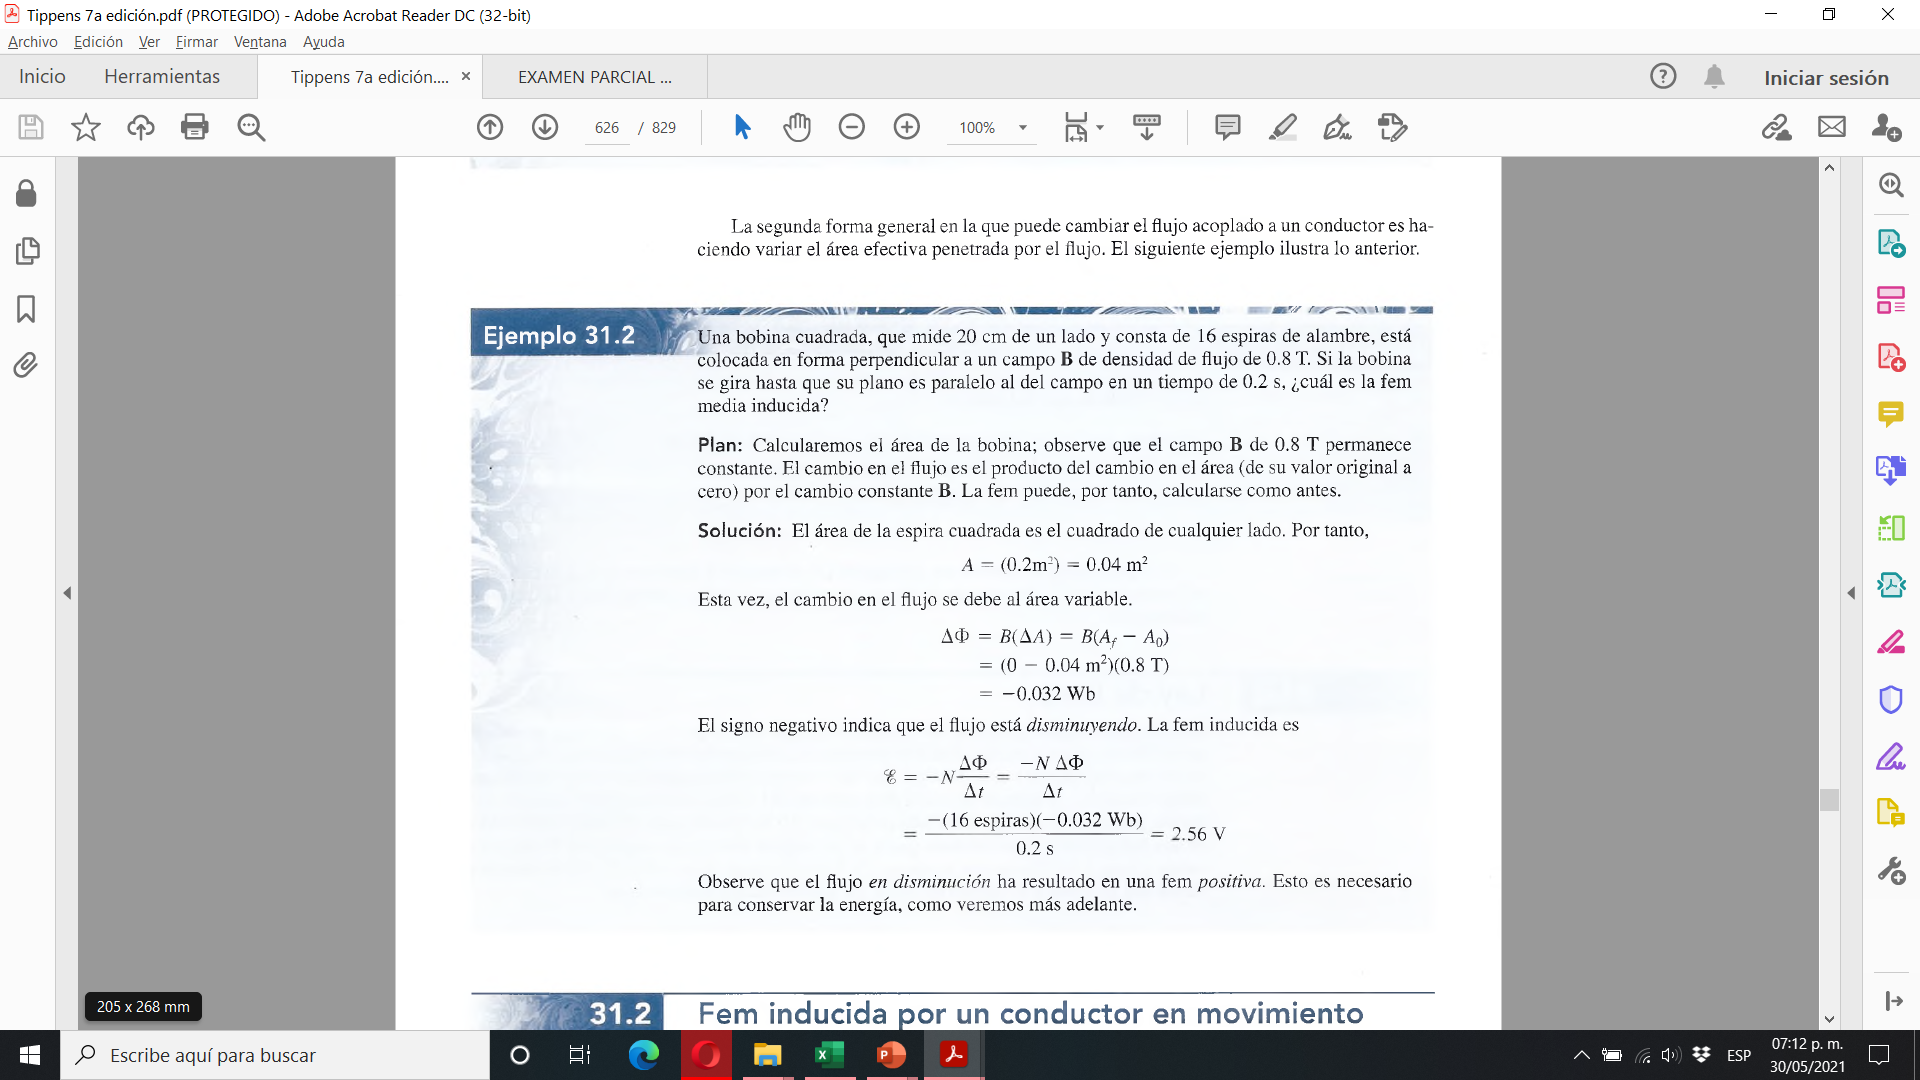 Tippens 7a edición.pdf (PROTEGIDO) - Adobe Acrobat Reader DC (32-bit)
Archivo Edición Ver Firmar Ventana Ayuda
Inicio Herramientas Tippens 7a edición.... × EXAMEN PARCIAL ... Iniciar sesión
626 / 829 100%
La segunda forma general en la que puede cambiar el flujo acoplado a un conductor es ha-
ciendo variar el área efectiva penetrada por el flujo. El siguiente ejemplo ilustra lo anterior.
Ejemplo 31.2
Una bobina cuadrada, que mide 20 cm de un lado y consta de 16 espiras de alambre, está
colocada en forma perpendicular a un campo B de densidad de flujo de 0.8 T. Si la bobina
se gira hasta que su plano es paralelo al del campo en un tiempo de 0.2 s, ¿cuál es la fem
media inducida?
Plan: Calcularemos el área de la bobina; observe que el campo B de 0.8 T permanece
constante. El cambio en el flujo es el producto del cambio en el área (de su valor original a
cero) por el cambio constante B. La fem puede, por tanto, calcularse como antes.
Solución: El área de la espira cuadrada es el cuadrado de cualquier lado. Por tanto,
A = (0.2m²) = 0.04 m²
Esta vez, el cambio en el flujo se debe al área variable.
ΔΦ = B(ΔA) = B(A_f − A₀)
= (0 − 0.04 m²)(0.8 T)
= −0.032 Wb
El signo negativo indica que el flujo está disminuyendo. La fem inducida es
ℰ = −N ΔΦ/Δt = −N ΔΦ/Δt
= −(16 espiras)(−0.032 Wb)/0.2 s = 2.56 V
Observe que el flujo en disminución ha resultado en una fem positiva. Esto es necesario
para conservar la energía, como veremos más adelante.
31.2 Fem inducida por un conductor en movimiento
205 x 268 mm
Escribe aquí para buscar
ESP
07:12 p. m.
30/05/2021